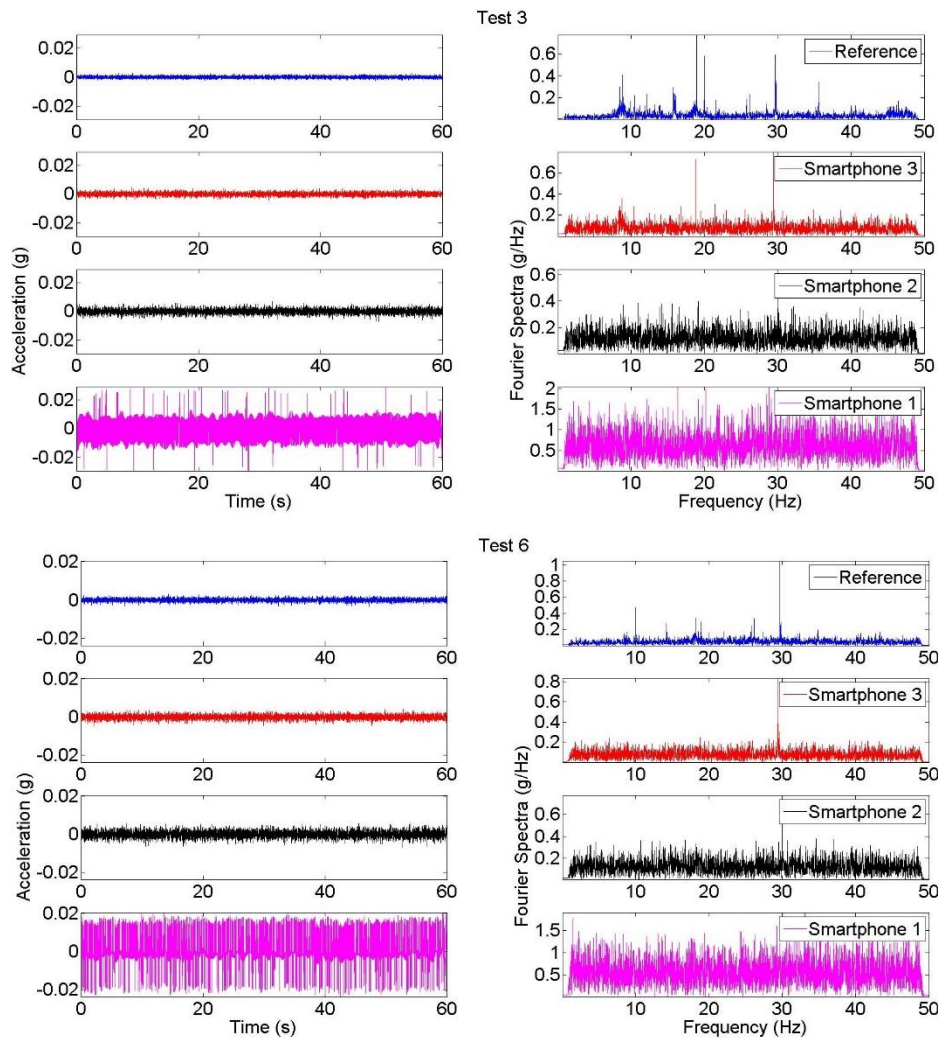 Test 3
0.02
0
-0.02
0 20 40 60
0.6
0.4
0.2
10 20 30 40 50
Reference
0.02
0
-0.02
0 20 40 60
0.6
0.4
0.2
10 20 30 40 50
Smartphone 3
0.02
0
-0.02
0 20 40 60
0.6
0.4
0.2
10 20 30 40 50
Smartphone 2
0.02
0
-0.02
0 20 40 60
2
1.5
1
0.5
10 20 30 40 50
Smartphone 1
Acceleration (g)
Fourier Spectra (g/Hz)
Time (s)
Frequency (Hz)
Test 6
0.02
0
-0.02
0 20 40 60
1
0.8
0.6
0.4
0.2
10 20 30 40 50
Reference
0.02
0
-0.02
0 20 40 60
0.8
0.6
0.4
0.2
10 20 30 40 50
Smartphone 3
0.02
0
-0.02
0 20 40 60
0.6
0.4
0.2
10 20 30 40 50
Smartphone 2
0.02
0
-0.02
0 20 40 60
1.5
1
0.5
10 20 30 40 50
Smartphone 1
Acceleration (g)
Fourier Spectra (g/Hz)
Time (s)
Frequency (Hz)